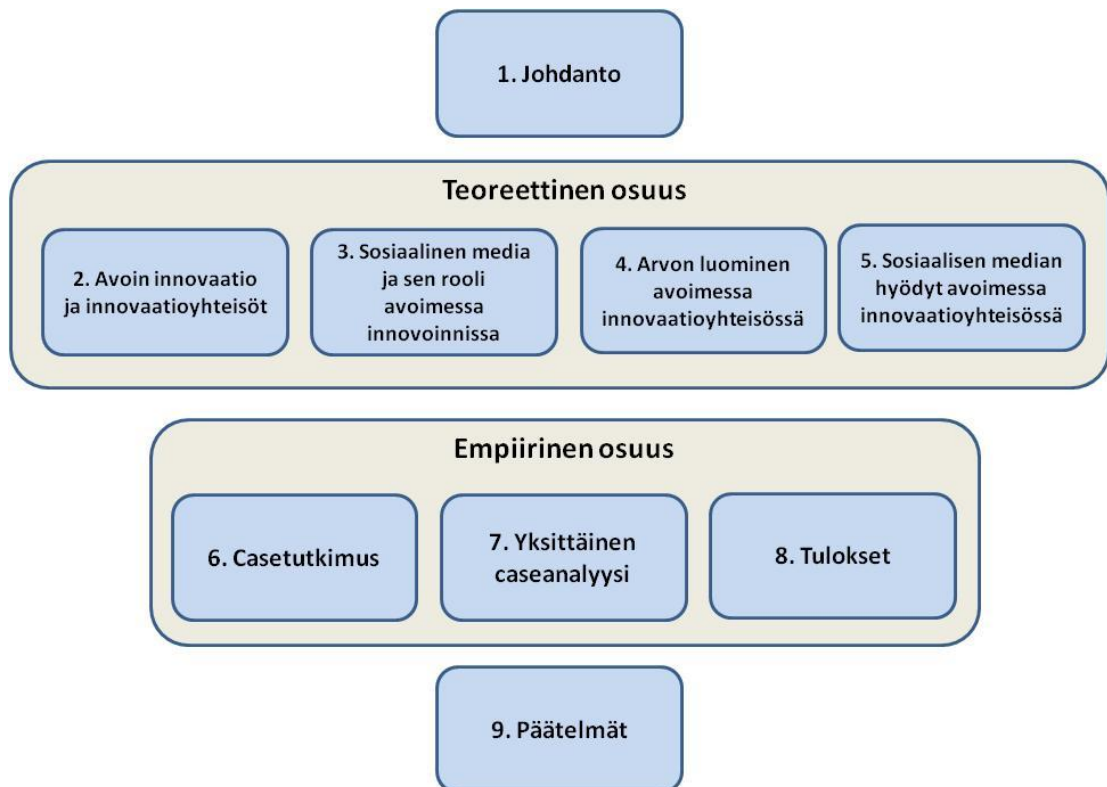 1. Johdanto
Teoreettinen osuus
2. Avoin innovaatio
ja innovaatioyhteisöt
3. Sosiaalinen media
ja sen rooli
avoimessa
innovoinnissa
4. Arvon luominen
avoimessa
innovaatioyhteisössä
5. Sosiaalisen median
hyödyt avoimessa
innovaatioyhteisössä
Empiirinen osuus
6. Casetutkimus
7. Yksittäinen
caseanalyysi
8. Tulokset
9. Päätelmät